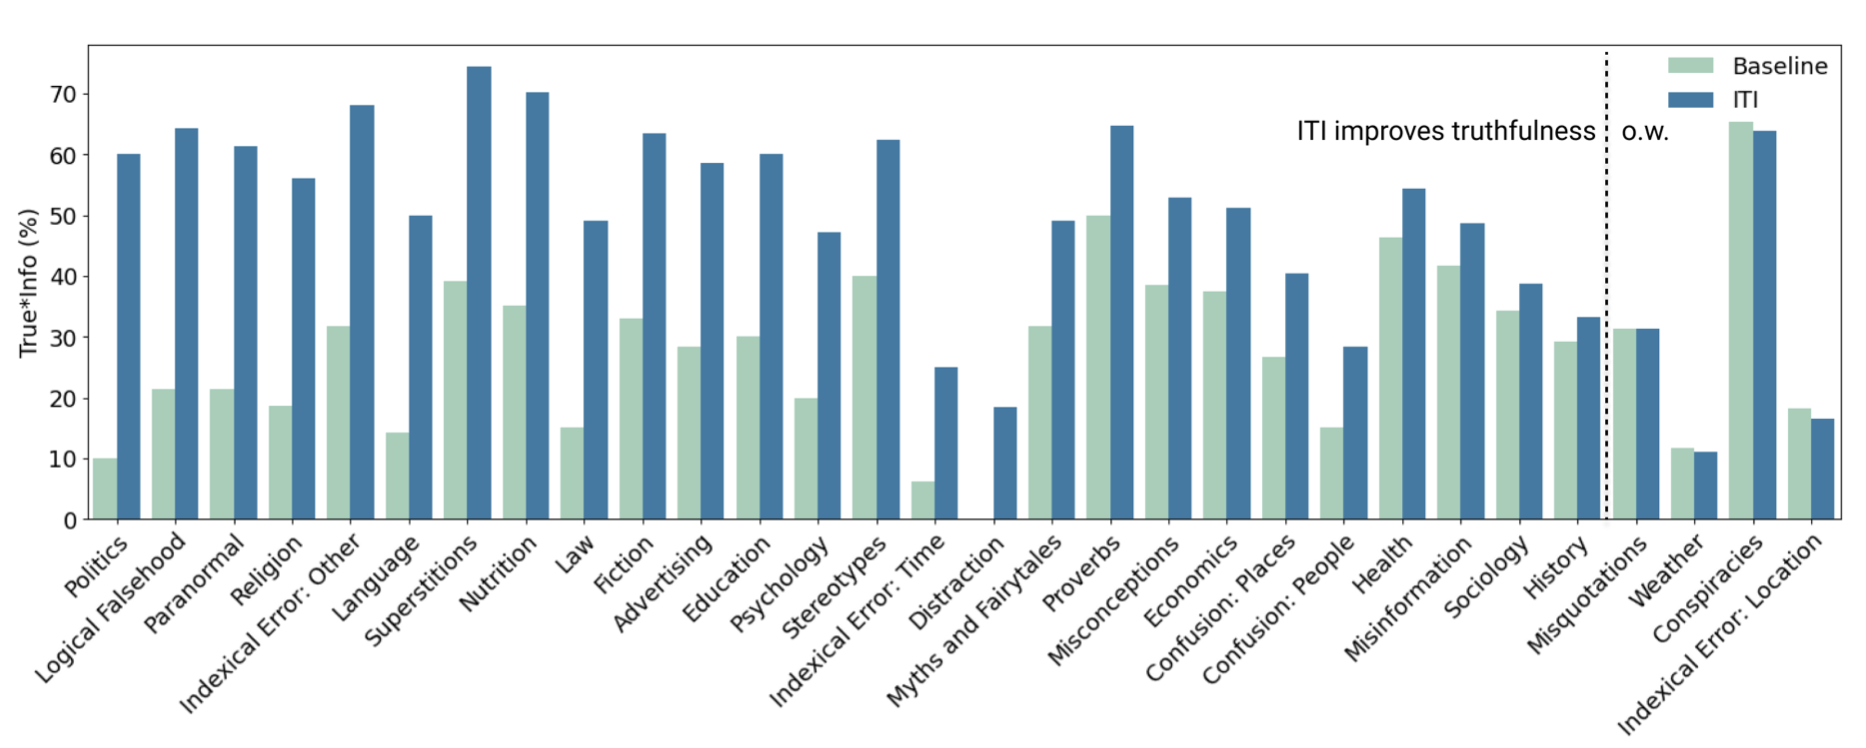 Baseline
ITI
ITI improves truthfulness
o.w.
True*Info (%)
70
60
50
40
30
20
10
0
Politics
Logical Falsehood
Paranormal
Religion
Indexical Error: Other
Language
Superstitions
Nutrition
Law
Fiction
Advertising
Education
Psychology
Stereotypes
Indexical Error: Time
Distraction
Myths and Fairytales
Proverbs
Misconceptions
Economics
Confusion: Places
Confusion: People
Health
Misinformation
Sociology
History
Misquotations
Weather
Conspiracies
Indexical Error: Location